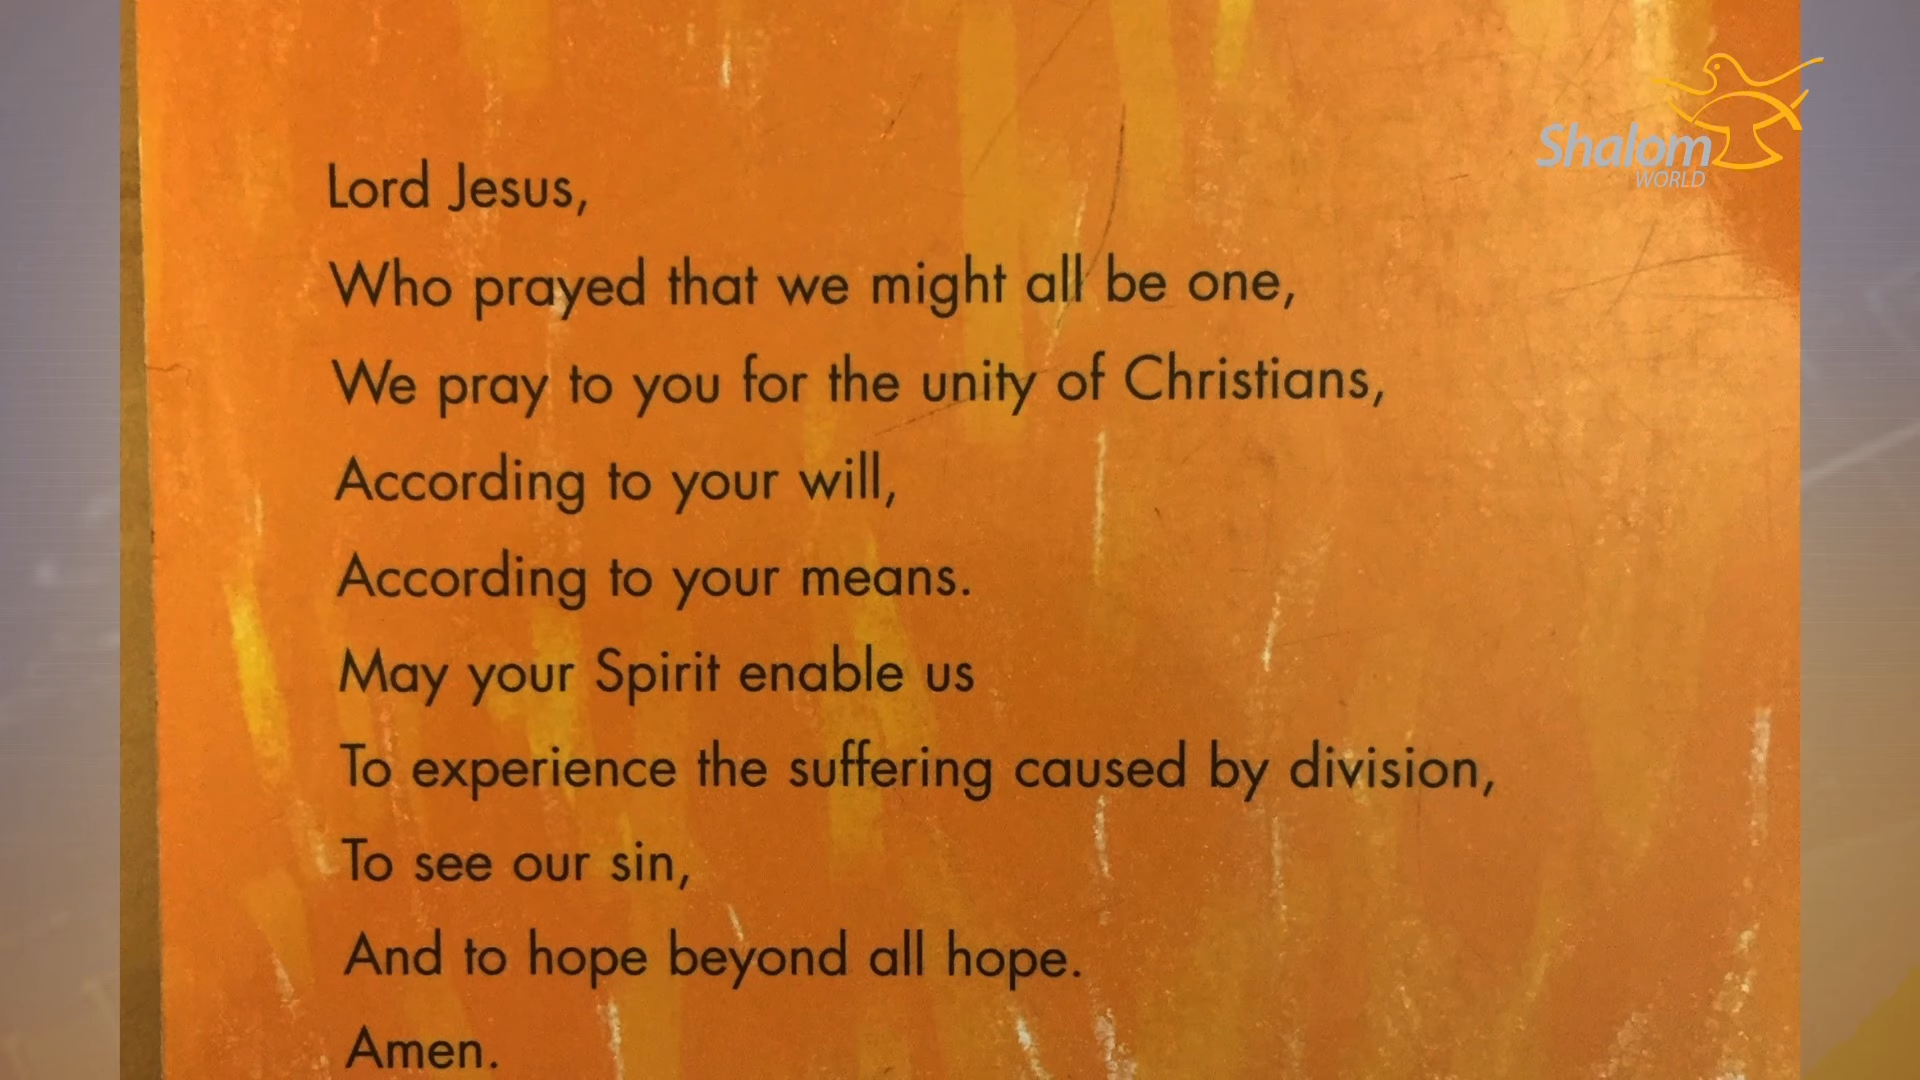 Shalom
WORLD
Lord Jesus,
Who prayed that we might all be one,
We pray to you for the unity of Christians,
According to your will,
According to your means.
May your Spirit enable us
To experience the suffering caused by division,
To see our sin,
And to hope beyond all hope.
Amen.